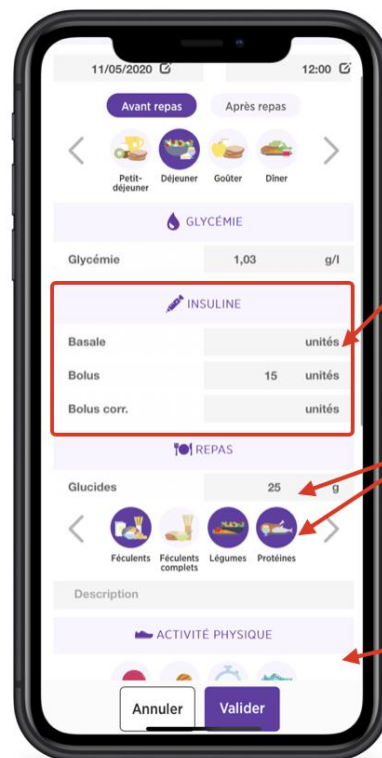 11/05/2020 12:00
Avant repas Après repas
Petit-déjeuner Déjeuner Goûter Dîner
GLYCÉMIE
Glycémie 1,03 g/l
INSULINE
Basale unités
Bolus 15 unités
Bolus corr. unités
REPAS
Glucides 25 g
Féculents Féculents complets Légumes Protéines
Description
ACTIVITÉ PHYSIQUE
Annuler Valider